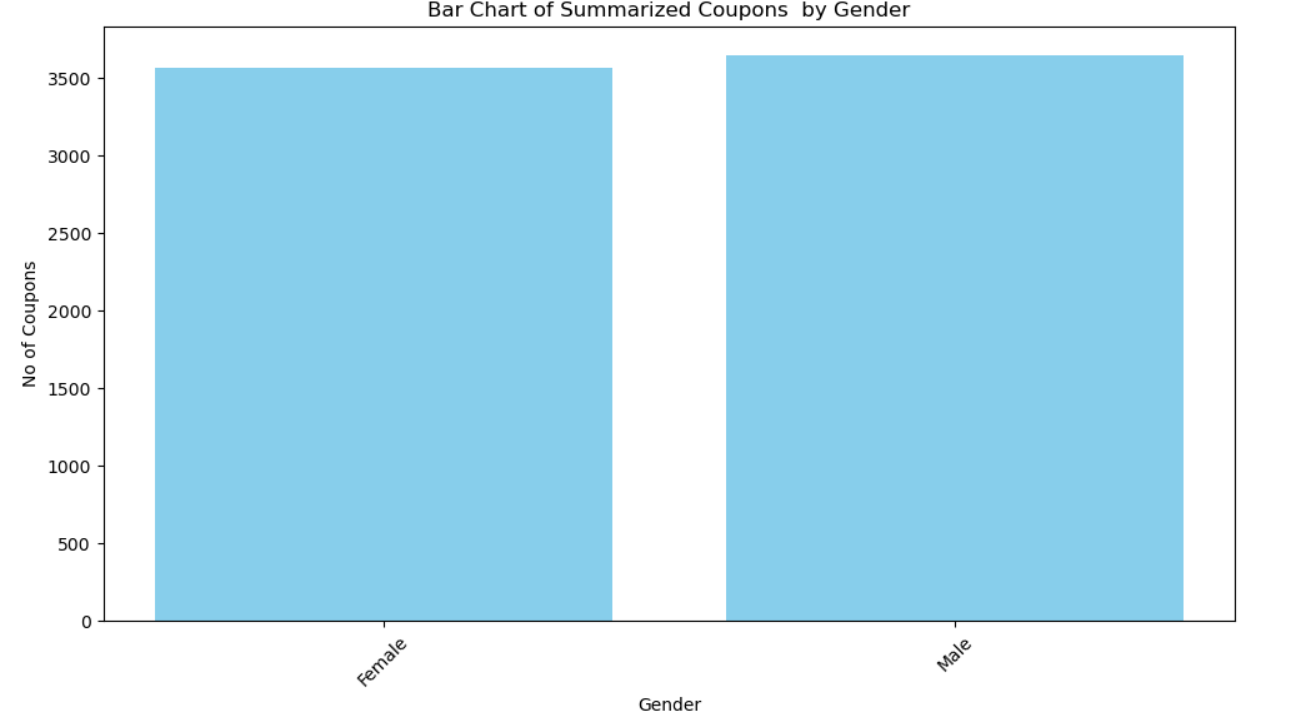 Bar Chart of Summarized Coupons  by Gender
No of Coupons
3500
3000
2500
2000
1500
1000
500
0
Female
Male
Gender